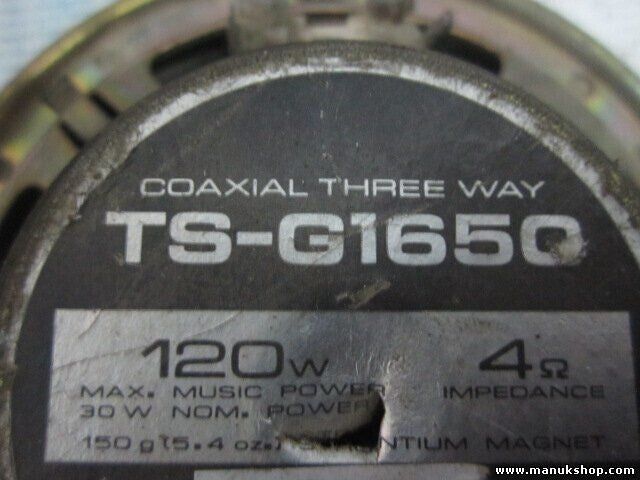 COAXIAL THREE WAY
TS-G1650
120W 4Ω
MAX. MUSIC POWER IMPEDANCE
30 W NOM. POWER
150 g (5.4 oz.) MAGNET
www.manukshop.com